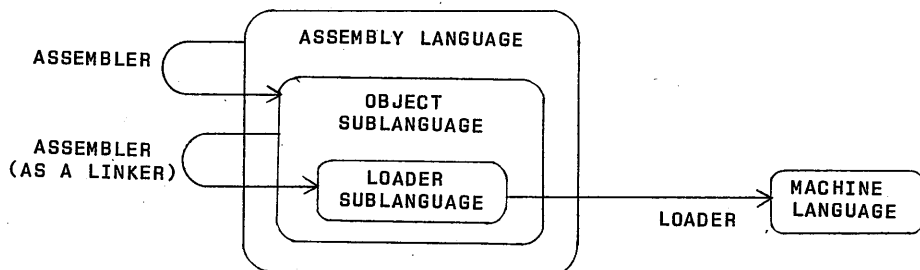 ASSEMBLY LANGUAGE
ASSEMBLER
OBJECT
SUBLANGUAGE
ASSEMBLER
(AS A LINKER)
LOADER
SUBLANGUAGE
MACHINE
LANGUAGE
LOADER